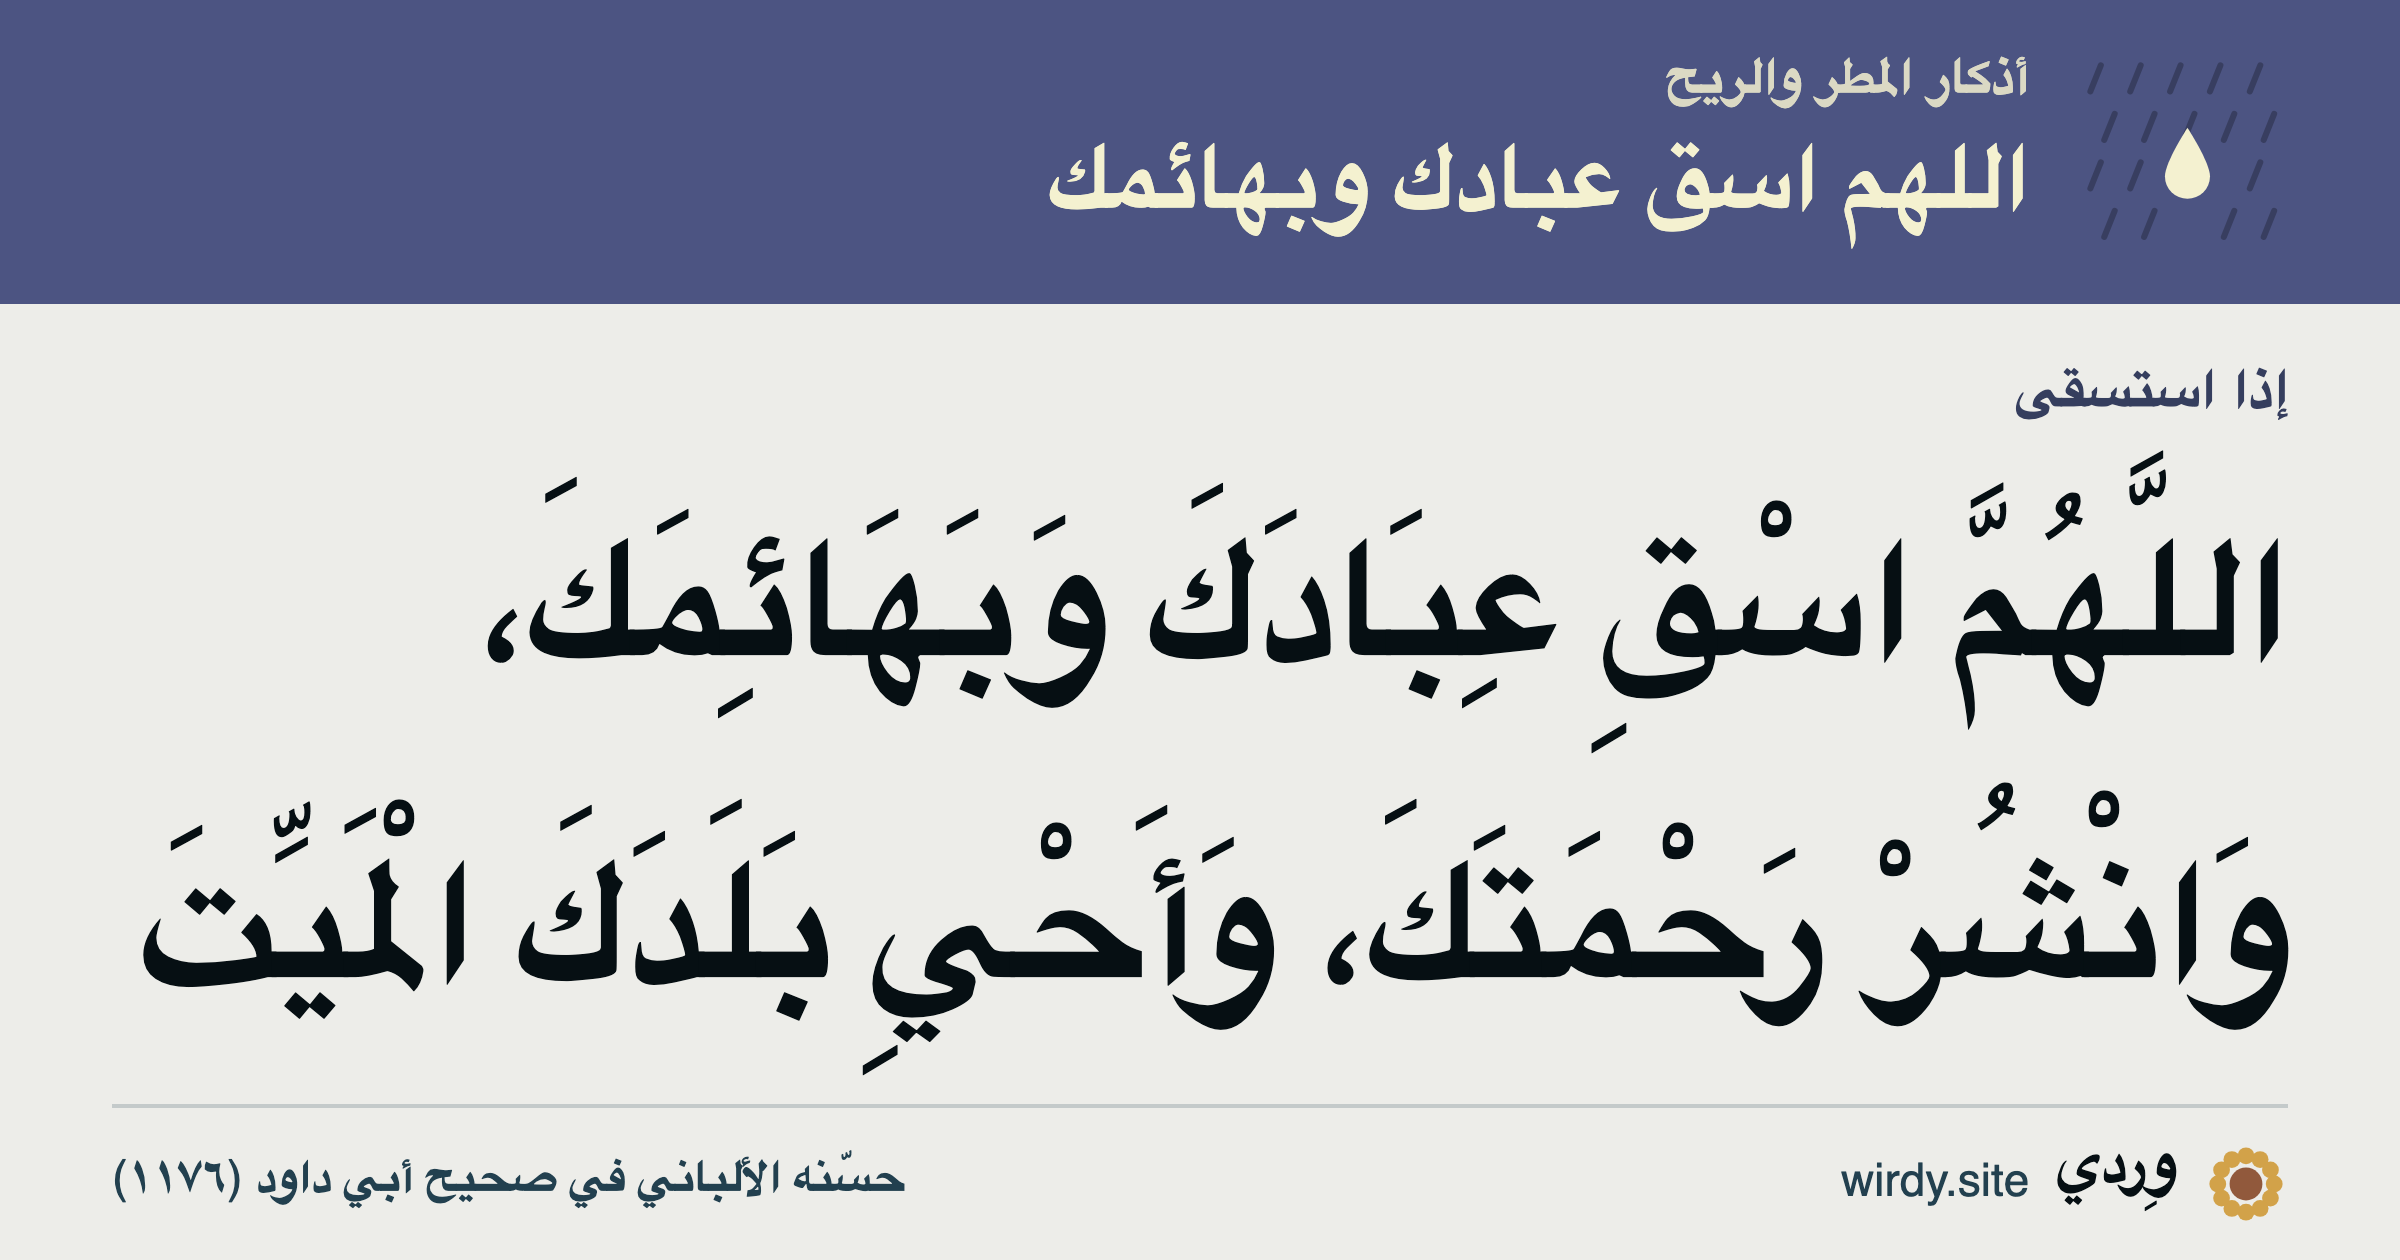 أذكار المطر والريح
اللهم اسق عبادك وبهائمك
إذا استسقى
اللَّهُمَّ اسْقِ عِبَادَكَ وَبَهَائِمَكَ،
وَانْشُرْ رَحْمَتَكَ، وَأَحْيِ بَلَدَكَ الْمَيِّتَ
وِردي wirdy.site
حسّنه الألباني في صحيح أبي داود (١١٧٦)